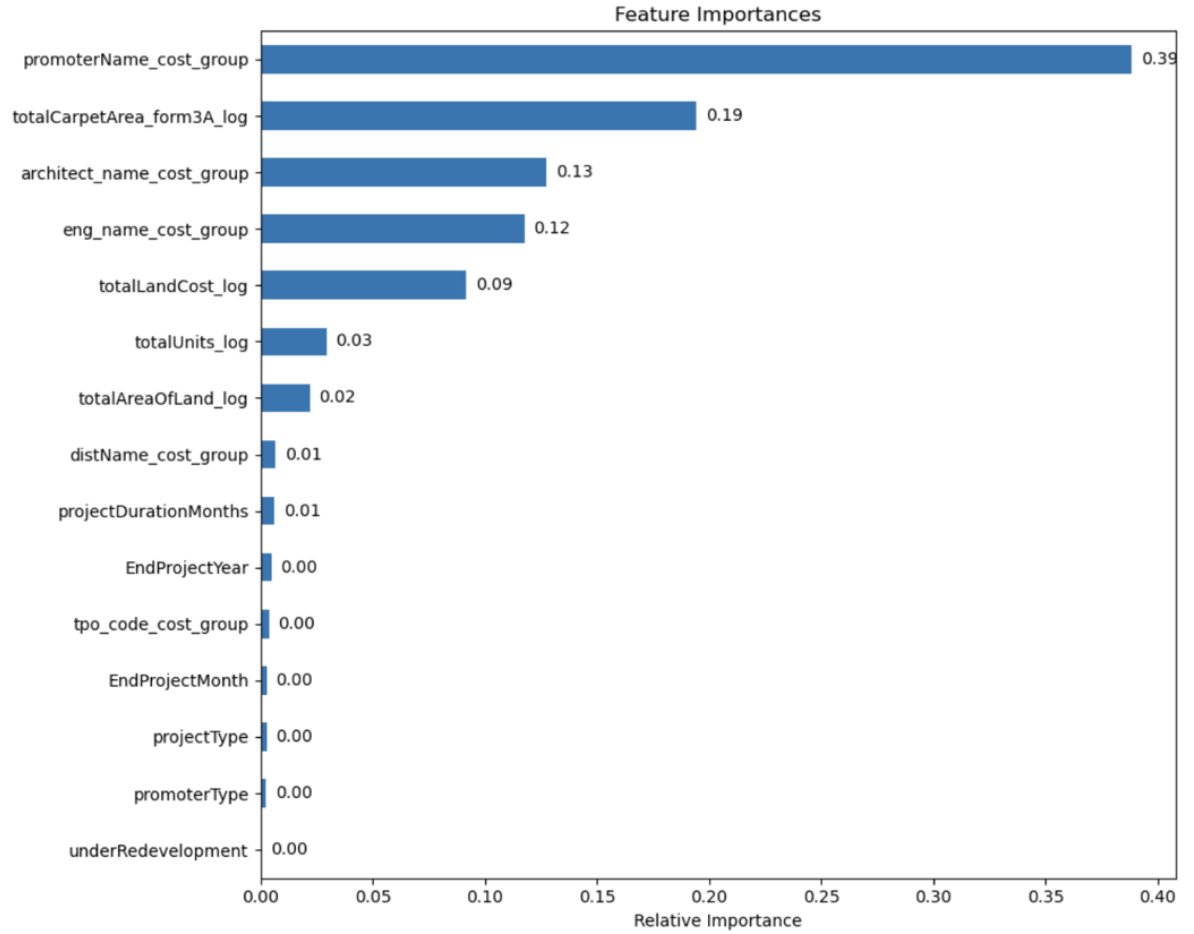 Feature Importances
promoterName_cost_group 0.39
totalCarpetArea_form3A_log 0.19
architect_name_cost_group 0.13
eng_name_cost_group 0.12
totalLandCost_log 0.09
totalUnits_log 0.03
totalAreaOfLand_log 0.02
distName_cost_group 0.01
projectDurationMonths 0.01
EndProjectYear 0.00
tpo_code_cost_group 0.00
EndProjectMonth 0.00
projectType 0.00
promoterType 0.00
underRedevelopment 0.00
0.00 0.05 0.10 0.15 0.20 0.25 0.30 0.35 0.40
Relative Importance